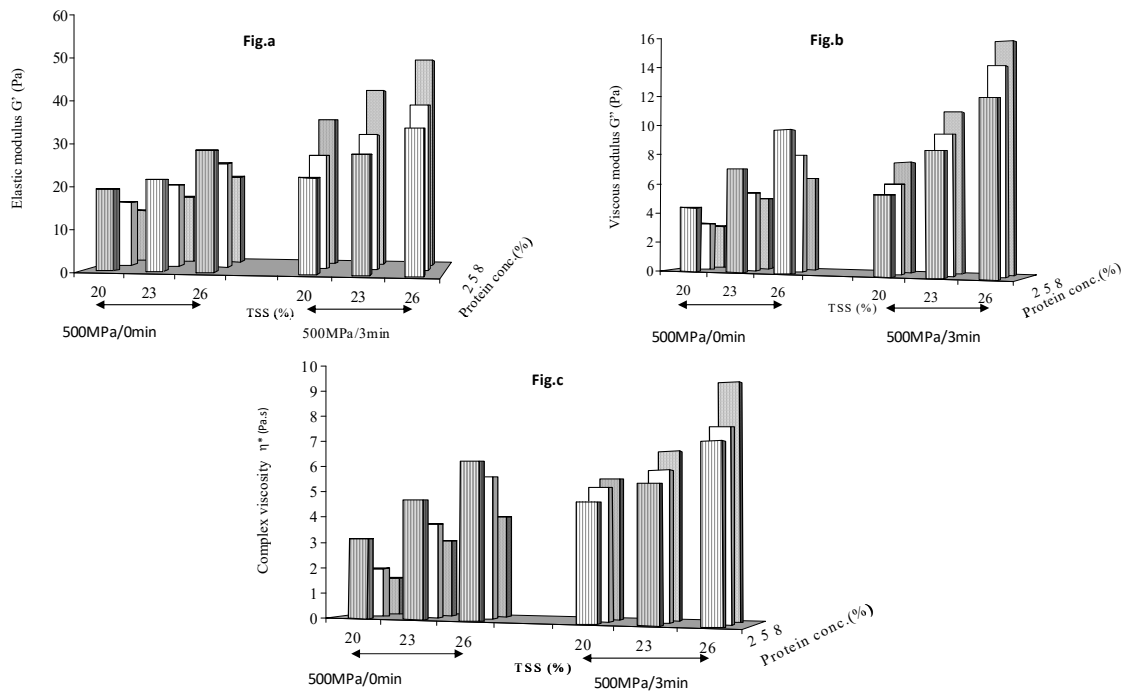 Fig.a
Elastic modulus G' (Pa)
60
50
40
30
20
10
0
20
23
26
20
23
26
TSS (%)
2 5 8
Protein conc.(%)
500MPa/0min
500MPa/3min
Fig.b
Viscous modulus G" (Pa)
16
14
12
10
8
6
4
2
0
20
23
26
20
23
26
TSS (%)
2 5 8
Protein conc.(%)
500MPa/0min
500MPa/3min
Fig.c
Complex viscosity η* (Pa.s)
10
9
8
7
6
5
4
3
2
1
0
20
23
26
20
23
26
TSS (%)
2 5 8
Protein conc.(%)
500MPa/0min
500MPa/3min